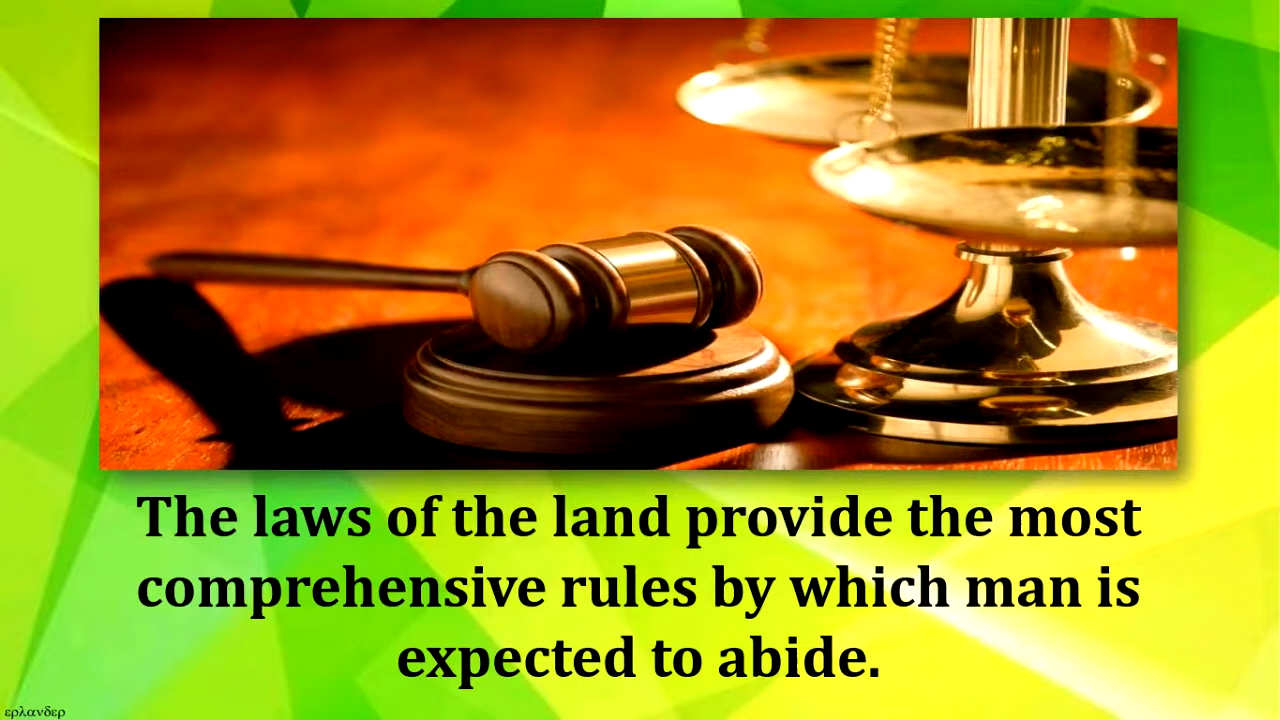 The laws of the land provide the most
comprehensive rules by which man is
expected to abide.
ερλανδερ